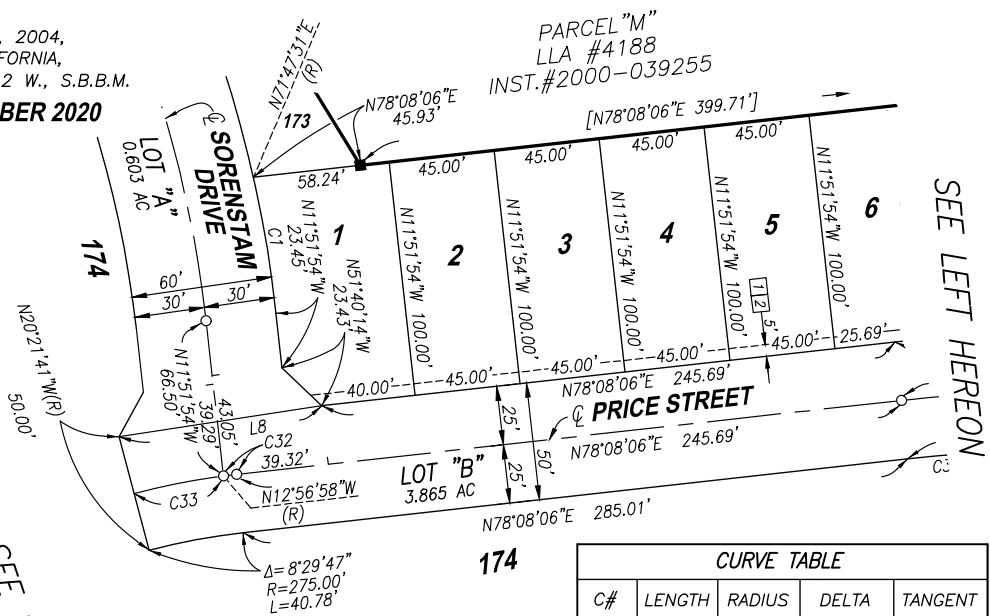 , 2004,
FORNIA,
2 W., S.B.B.M.
BER 2020
PARCEL "M"
LLA #4188
INST.#2000-039255
N71°47'31"E
(R)
173
N78°08'06"E
45.93'
[N78°08'06"E 399.71']
LOT "A"
0.603 AC
℄ SORENSTAM
DRIVE
58.24'
45.00'
45.00'
45.00'
45.00'
1
2
3
4
5
6
C1
N11°51'54"W
23.45'
N51°40'14"W
23.43'
N11°51'54"W 100.00'
N11°51'54"W 100.00'
N11°51'54"W 100.00'
N11°51'54"W 100.00'
N11°51'54"W 100.00'
174
60'
30'
30'
1
2
5'
SEE LEFT HEREON
N20°21'41"W(R)
50.00'
N11°51'54"W
66.50'
43.05'
39.29'
40.00'
45.00'
45.00'
45.00'
45.00'
25.69'
N78°08'06"E 245.69'
L8
C32
39.32'
25'
25'
50'
℄ PRICE STREET
N78°08'06"E 245.69'
C33
N12°56'58"W
(R)
LOT "B"
3.865 AC
C3
N78°08'06"E 285.01'
174
SEE
Δ=8°29'47"
R=275.00'
L=40.78'
CURVE TABLE
C# LENGTH RADIUS DELTA TANGENT